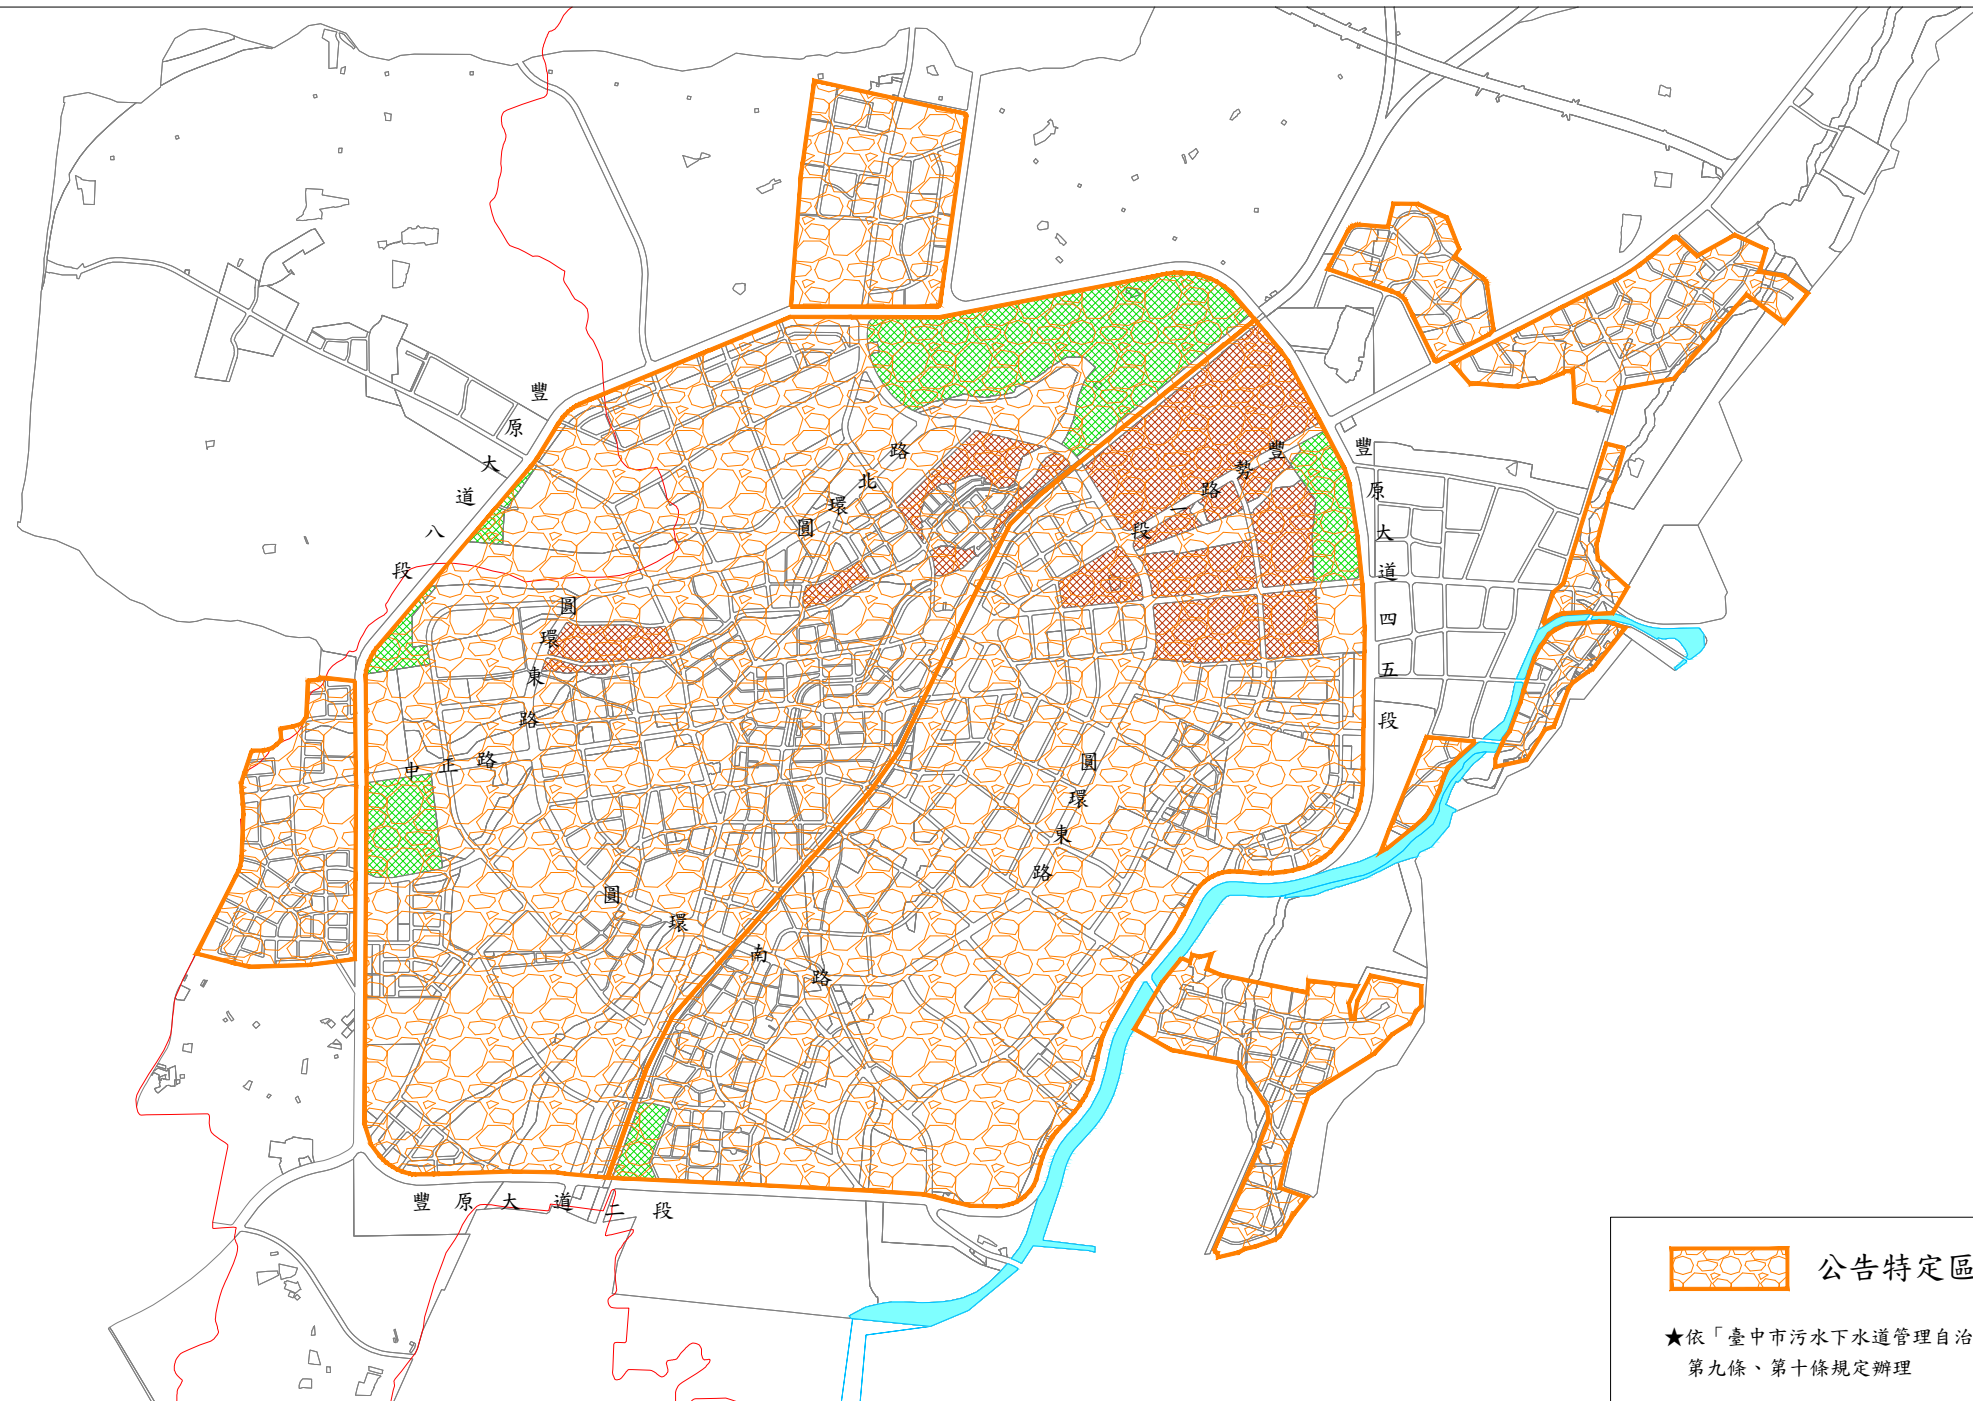 豐原大道八段
圓環北路
豐勢路一段
豐原大道四五段
圓環東路
中正路
圓環東路
圓環南路
豐原大道二段
公告特定區
★依「臺中市污水下水道管理自治
第九條、第十條規定辦理